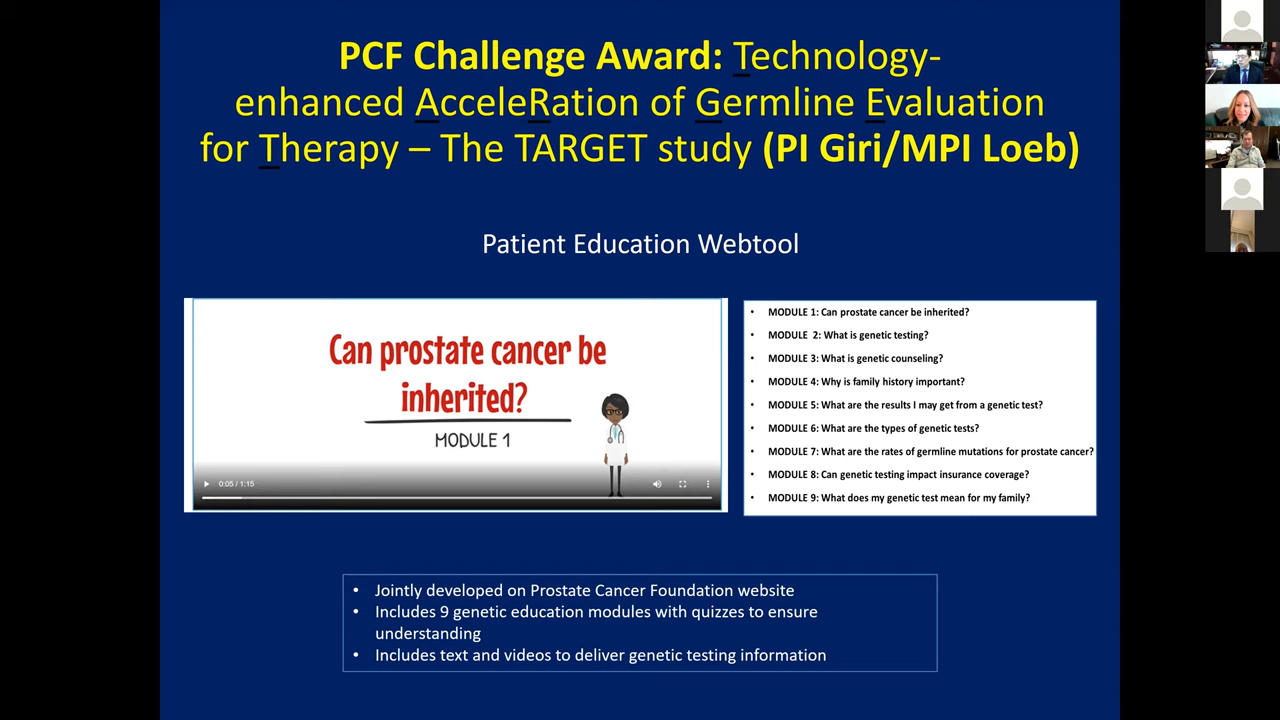 PCF Challenge Award: Technology-
enhanced AcceleRation of Germline Evaluation
for Therapy – The TARGET study (PI Giri/MPI Loeb)
Patient Education Webtool
Can prostate cancer be
inherited?
MODULE 1
0:05 / 1:15
• MODULE 1: Can prostate cancer be inherited?
• MODULE 2: What is genetic testing?
• MODULE 3: What is genetic counseling?
• MODULE 4: Why is family history important?
• MODULE 5: What are the results I may get from a genetic test?
• MODULE 6: What are the types of genetic tests?
• MODULE 7: What are the rates of germline mutations for prostate cancer?
• MODULE 8: Can genetic testing impact insurance coverage?
• MODULE 9: What does my genetic test mean for my family?
• Jointly developed on Prostate Cancer Foundation website
• Includes 9 genetic education modules with quizzes to ensure
understanding
• Includes text and videos to deliver genetic testing information